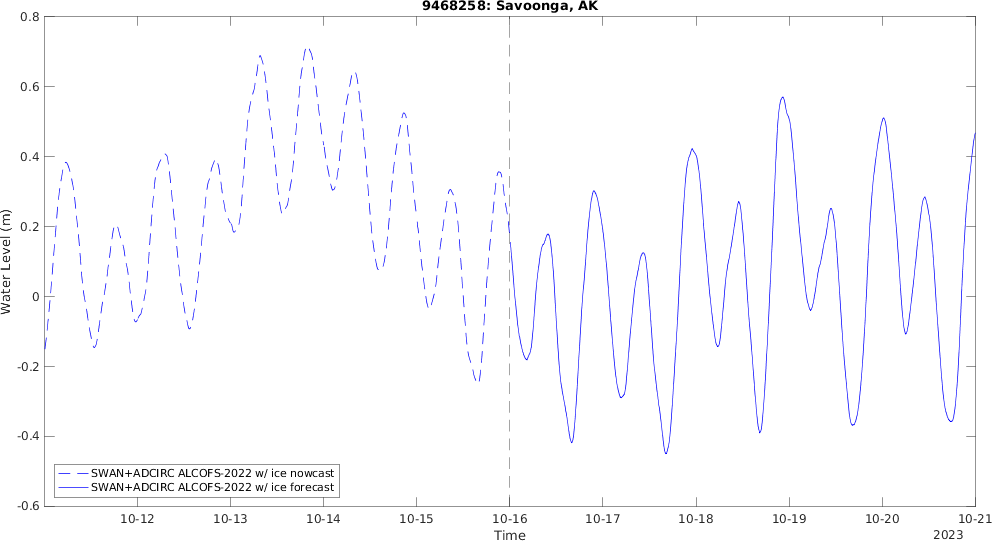 9468258: Savoonga, AK
Water Level (m)
0.8
0.6
0.4
0.2
0
-0.2
-0.4
-0.6
SWAN+ADCIRC ALCOFS-2022 w/ ice nowcast
SWAN+ADCIRC ALCOFS-2022 w/ ice forecast
10-12 10-13 10-14 10-15 10-16 10-17 10-18 10-19 10-20 10-21
Time
2023